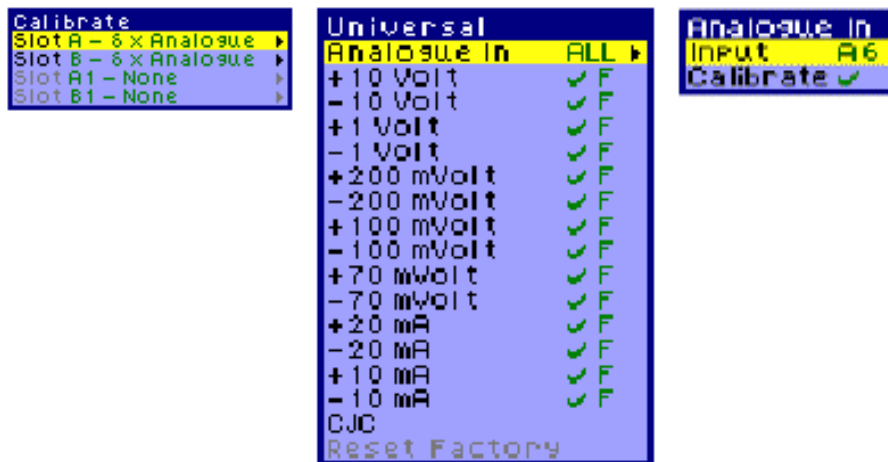 Calibrate
Slot A – 6 x Analogue
Slot B – 6 x Analogue
Slot A1 – None
Slot B1 – None
Universal
Analogue In ALL
+10 Volt ✓ F
-10 Volt ✓ F
+1 Volt ✓ F
-1 Volt ✓ F
+200 mVolt ✓ F
-200 mVolt ✓ F
+100 mVolt ✓ F
-100 mVolt ✓ F
+70 mVolt ✓ F
-70 mVolt ✓ F
+20 mA ✓ F
-20 mA ✓ F
+10 mA ✓ F
-10 mA ✓ F
CJC
Reset Factory
Analogue In
Input A6
Calibrate ✓